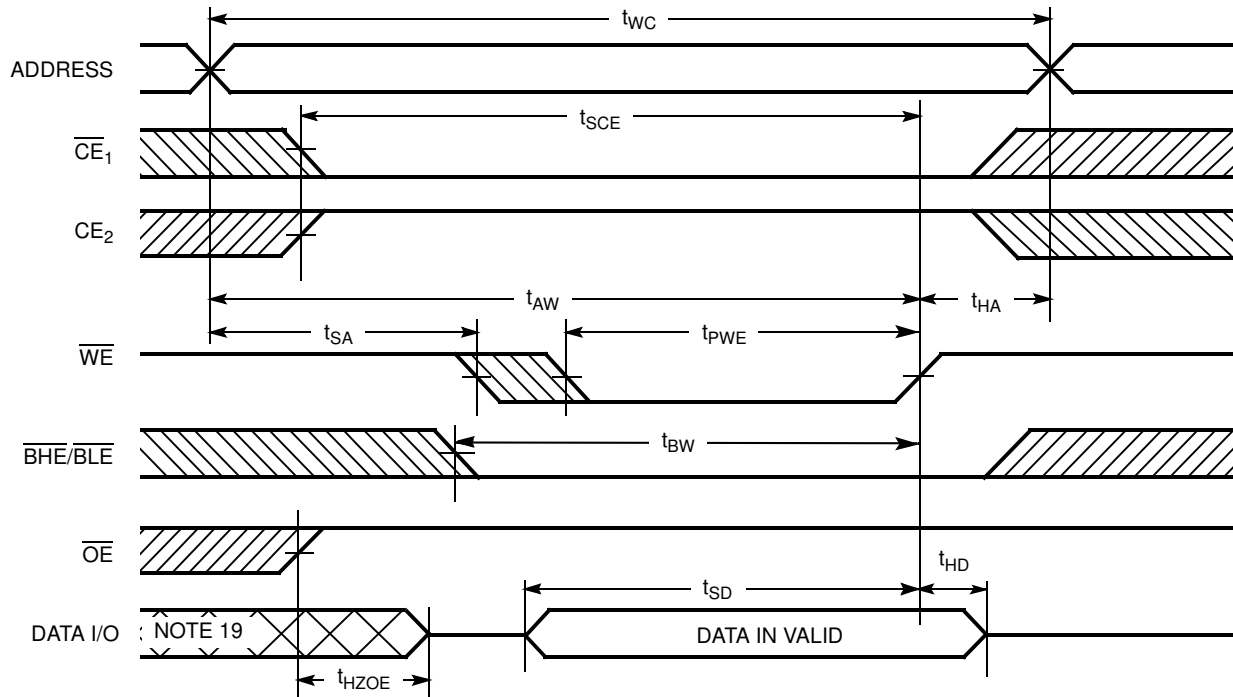 tWC
ADDRESS
tSCE
CE1
CE2
tAW
tHA
tSA
tPWE
WE
tBW
BHE/BLE
OE
tHD
tSD
DATA I/O
NOTE 19
DATA IN VALID
tHZOE